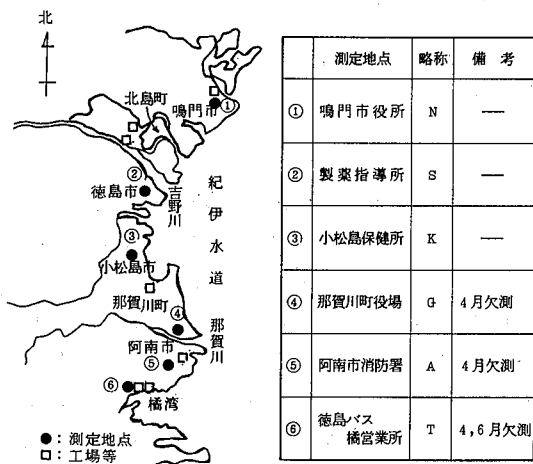 北
北島町
鳴門市
①
②
徳島市
吉野川
紀伊水道
③
小松島市
那賀川町
④
那賀川
阿南市
⑤
⑥
橘湾
●:測定地点
□:工場等
測定地点 略称 備考
① 鳴門市役所 N —
② 製薬指導所 S —
③ 小松島保健所 K —
④ 那賀川町役場 G 4月欠測
⑤ 阿南市消防署 A 4月欠測
⑥ 徳島バス
橘営業所 T 4,6月欠測